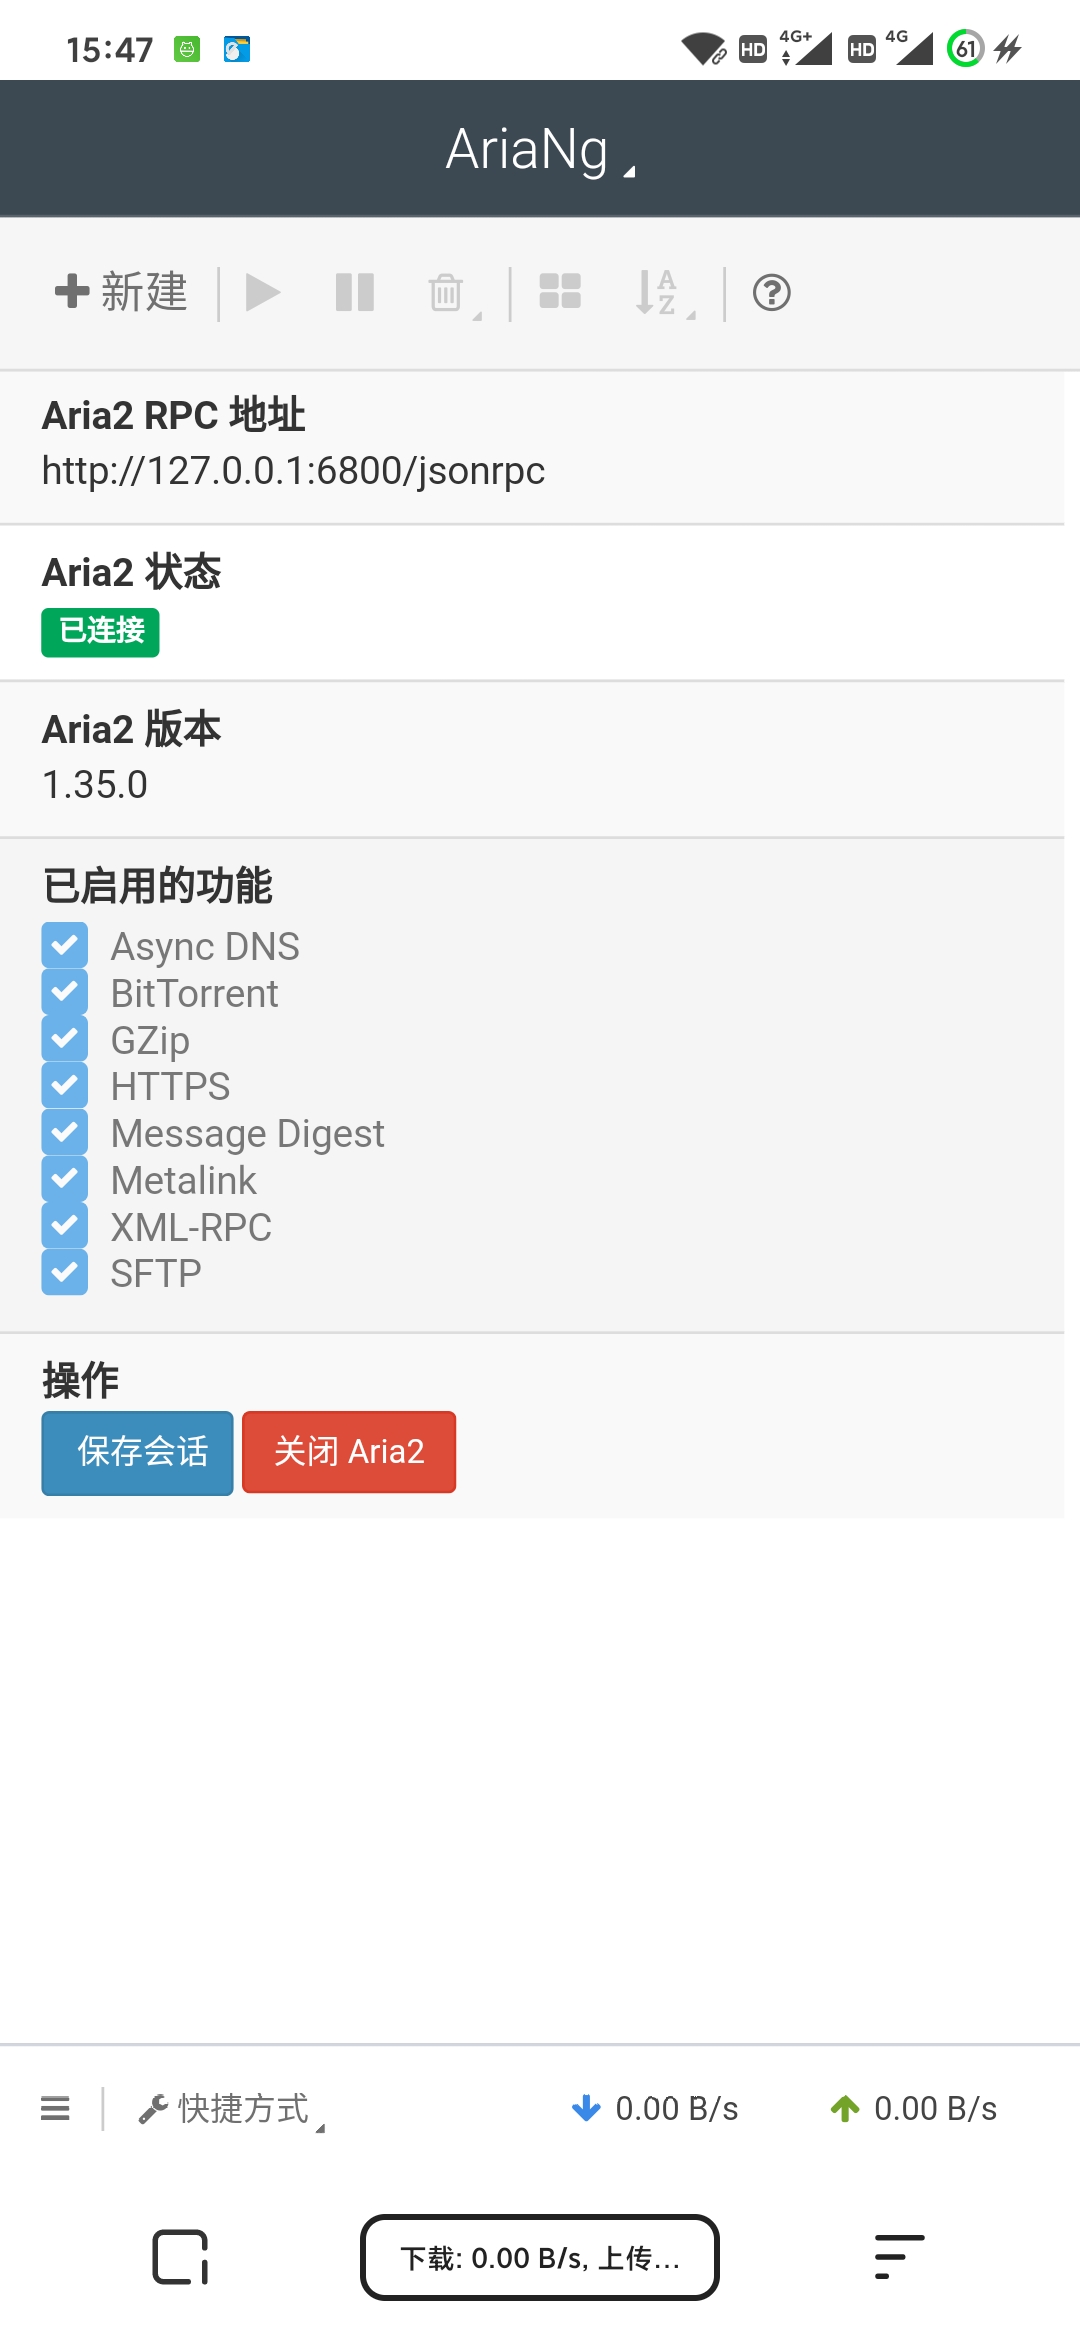 15:47
HD 4G+ HD 4G 61
AriaNg
新建
A
Z
Aria2 RPC 地址
http://127.0.0.1:6800/jsonrpc
Aria2 状态
已连接
Aria2 版本
1.35.0
已启用的功能
Async DNS
BitTorrent
GZip
HTTPS
Message Digest
Metalink
XML-RPC
SFTP
操作
保存会话 关闭 Aria2
快捷方式 0.00 B/s 0.00 B/s
下载: 0.00 B/s, 上传...